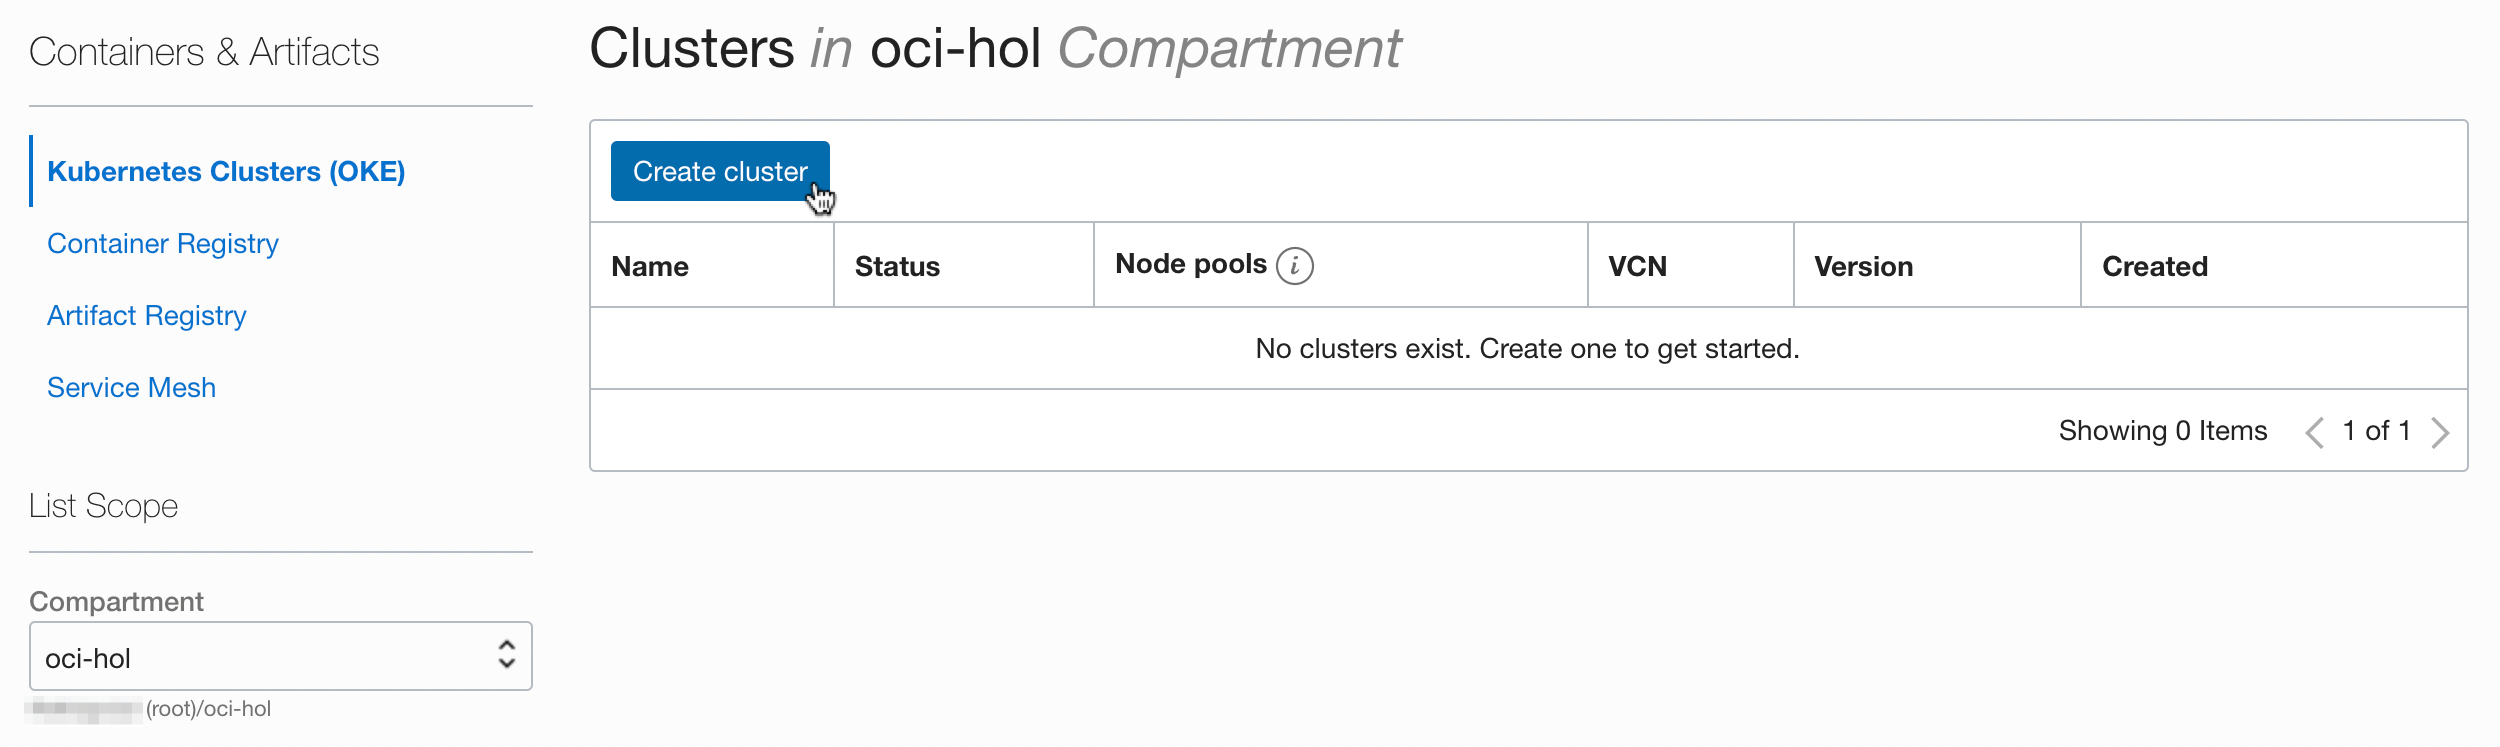 Containers & Artifacts
Kubernetes Clusters (OKE)
Container Registry
Artifact Registry
Service Mesh
List Scope
Compartment
oci-hol
(root)/oci-hol
Clusters in oci-hol Compartment
Create cluster
Name Status Node pools i VCN Version Created
No clusters exist. Create one to get started.
Showing 0 Items 1 of 1